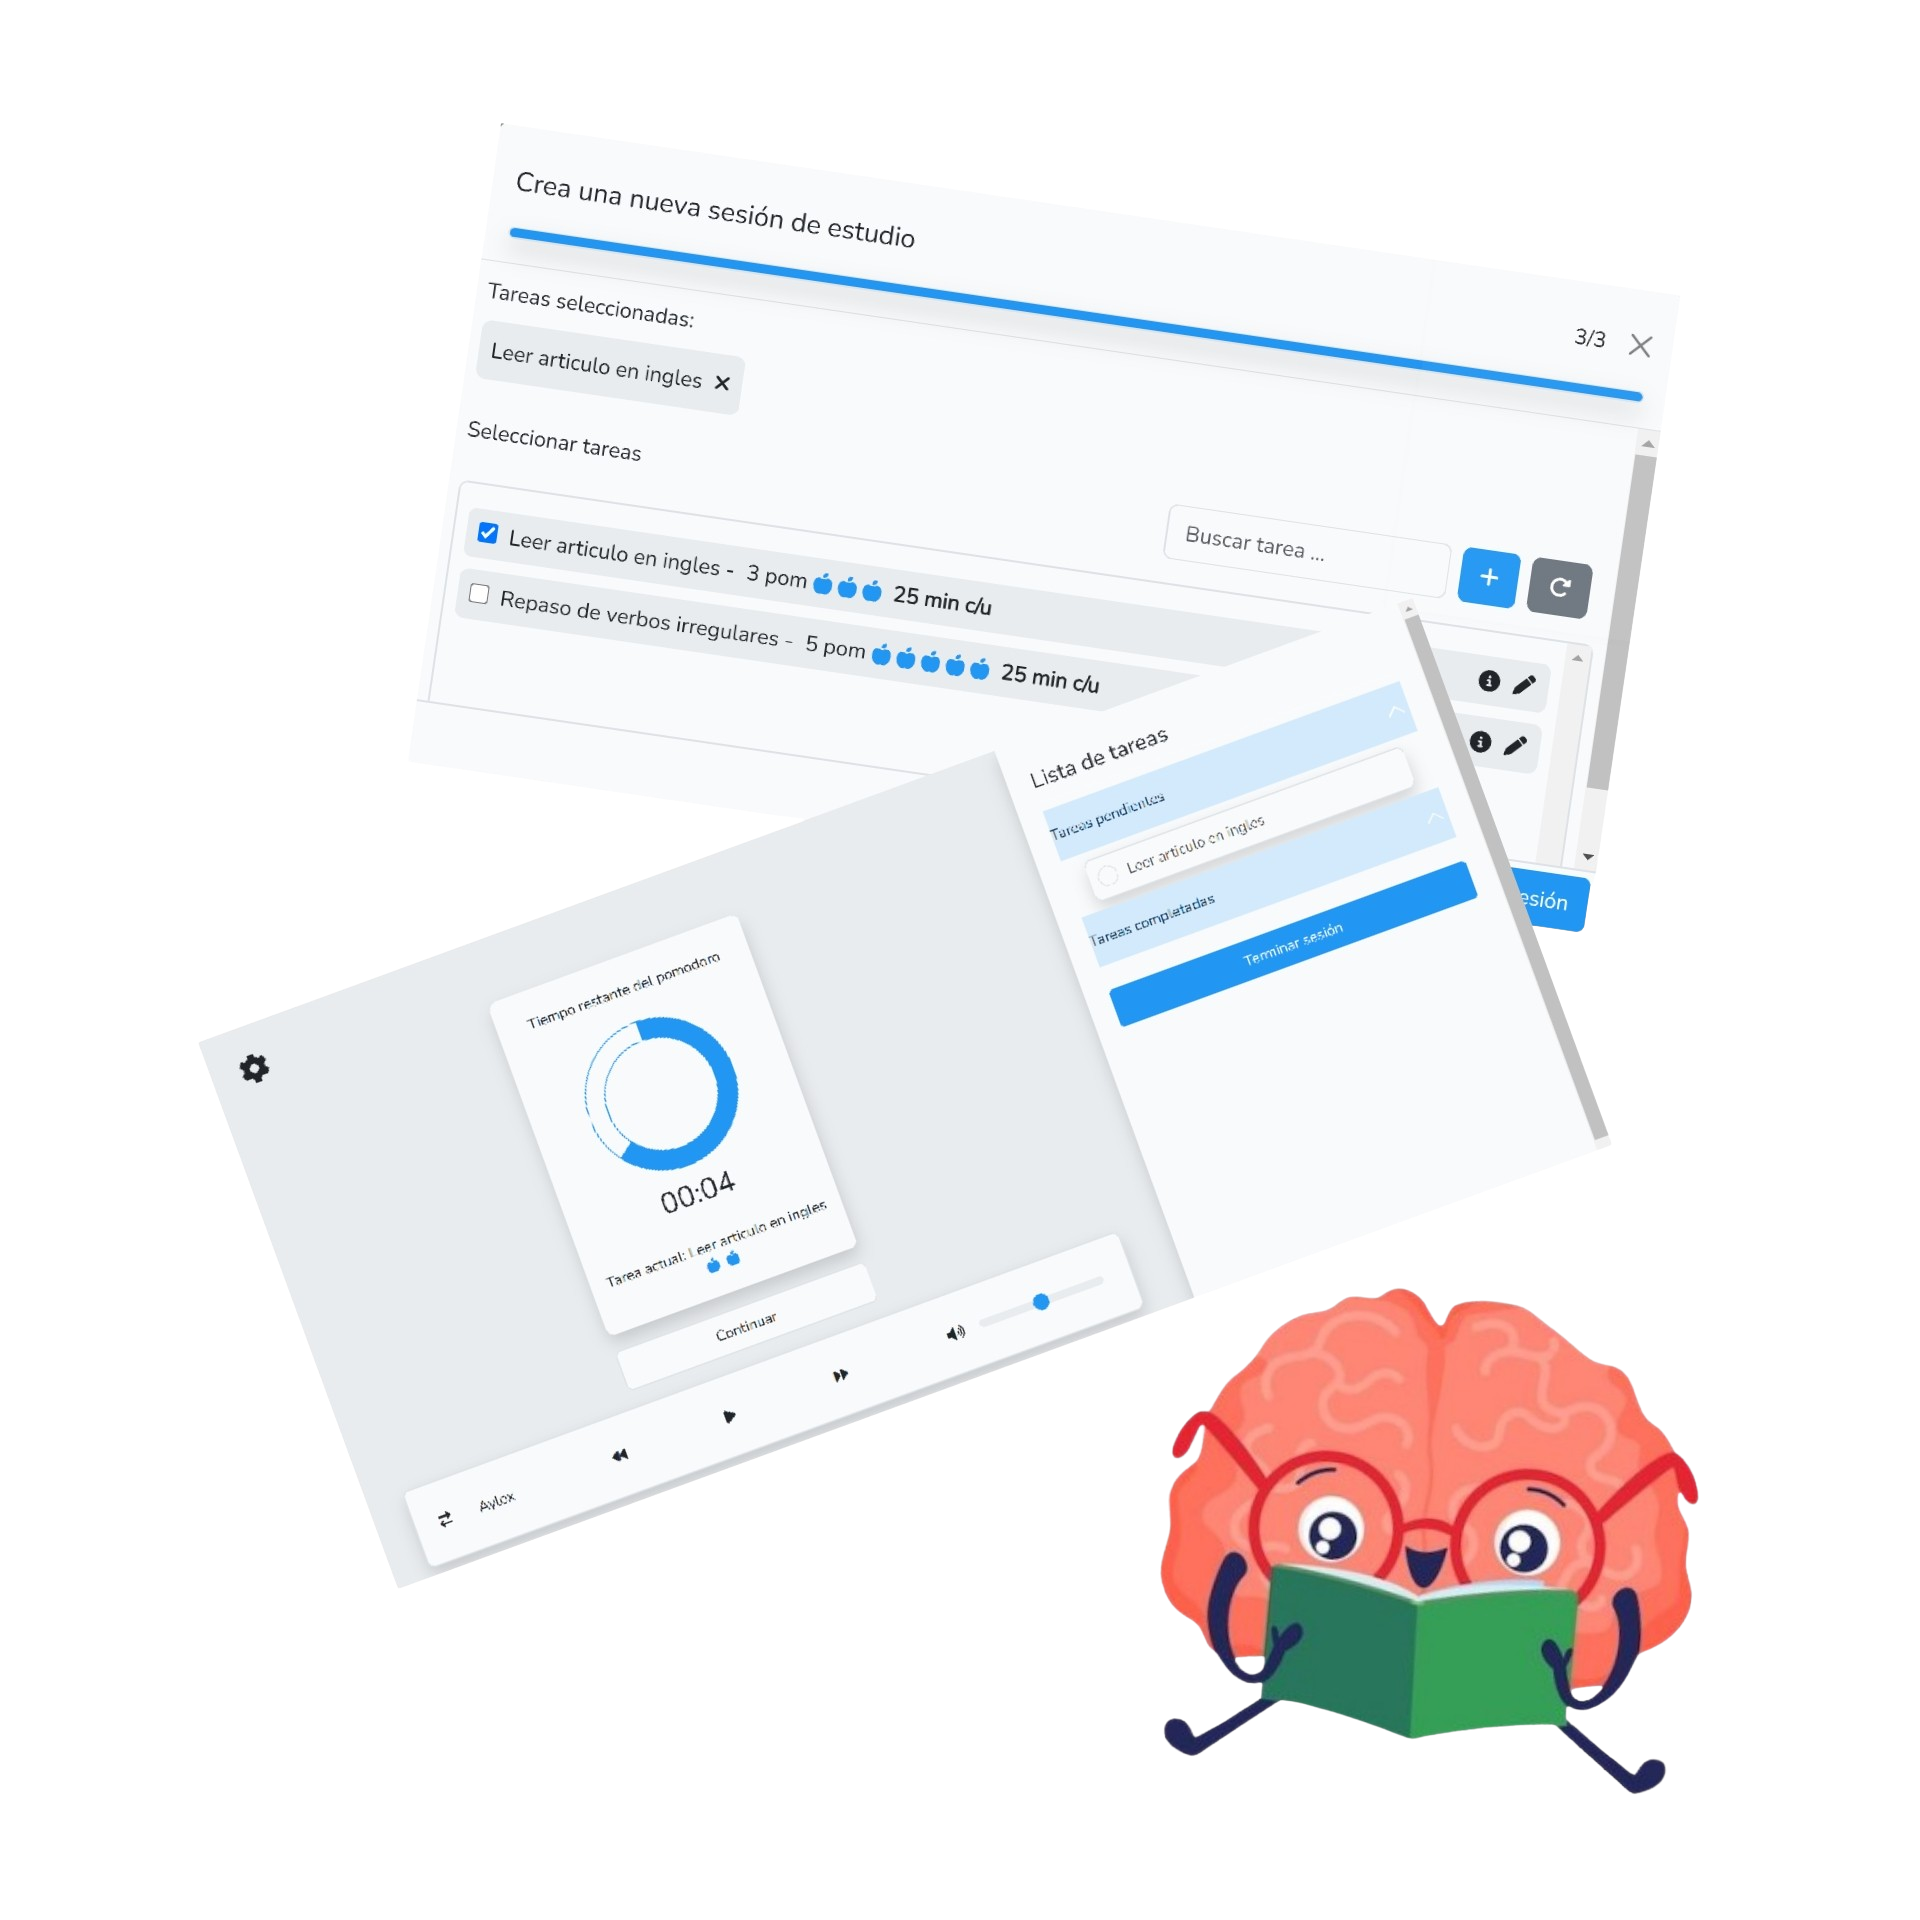 Crea una nueva sesión de estudio
3/3
Tareas seleccionadas:
Leer articulo en ingles
Seleccionar tareas
Buscar tarea ...
Leer articulo en ingles - 3 pom 25 min c/u
Repaso de verbos irregulares - 5 pom 25 min c/u
esión
Lista de tareas
Tareas pendientes
Leer articulo en ingles
Tareas completadas
Terminar sesión
Tiempo restante del pomodoro
00:04
Tarea actual: Leer articulo en ingles
Continuar
Aylex